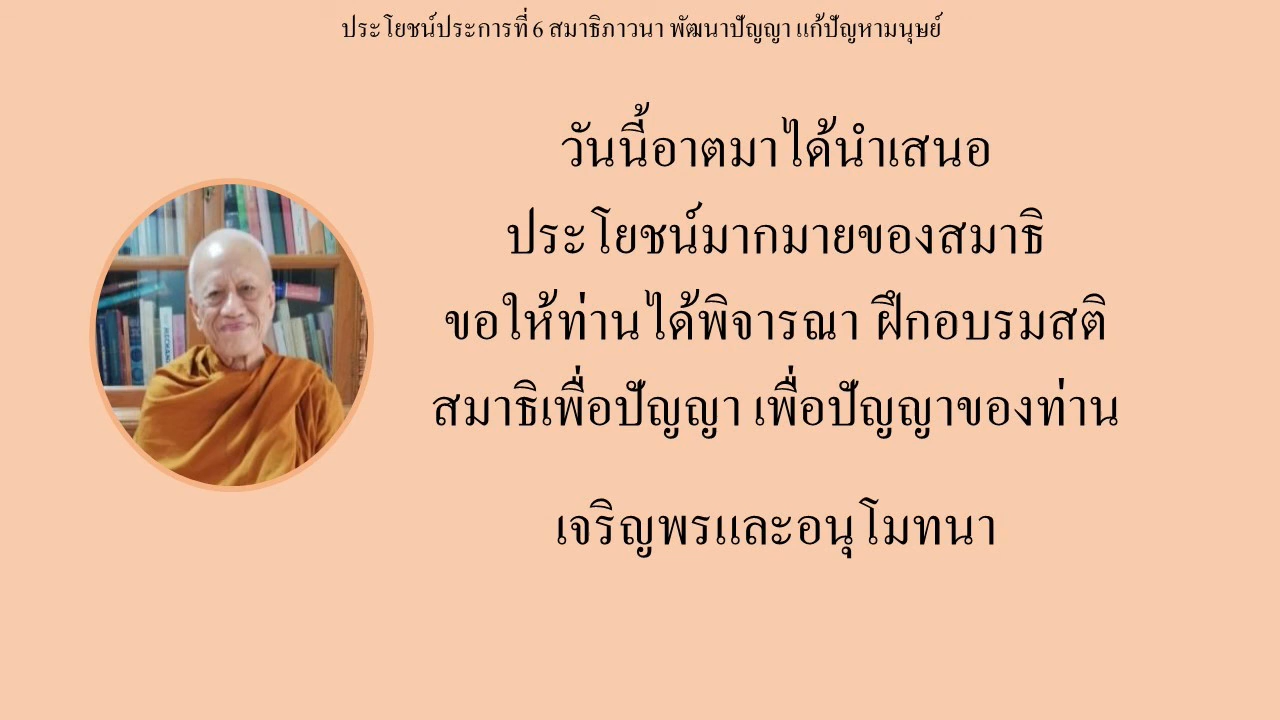 ประโยชน์ประการที่ 6 สมาธิภาวนา พัฒนาปัญญา แก้ปัญหามนุษย์
วันนี้อาตมาได้นำเสนอ
ประโยชน์มากมายของสมาธิ
ขอให้ท่านได้พิจารณา ฝึกอบรมสติ
สมาธิเพื่อปัญญา เพื่อปัญญาของท่าน
เจริญพรและอนุโมทนา